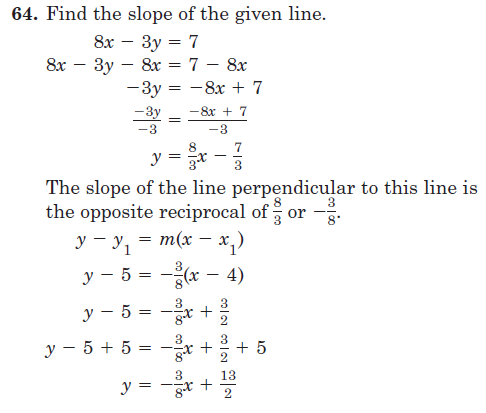 64. Find the slope of the given line.
8x − 3y = 7
8x − 3y − 8x = 7 − 8x
−3y = −8x + 7
−3y/−3 = (−8x + 7)/−3
y = 8/3x − 7/3
The slope of the line perpendicular to this line is
the opposite reciprocal of 8/3 or −3/8.
y − y₁ = m(x − x₁)
y − 5 = −3/8(x − 4)
y − 5 = −3/8x + 3/2
y − 5 + 5 = −3/8x + 3/2 + 5
y = −3/8x + 13/2